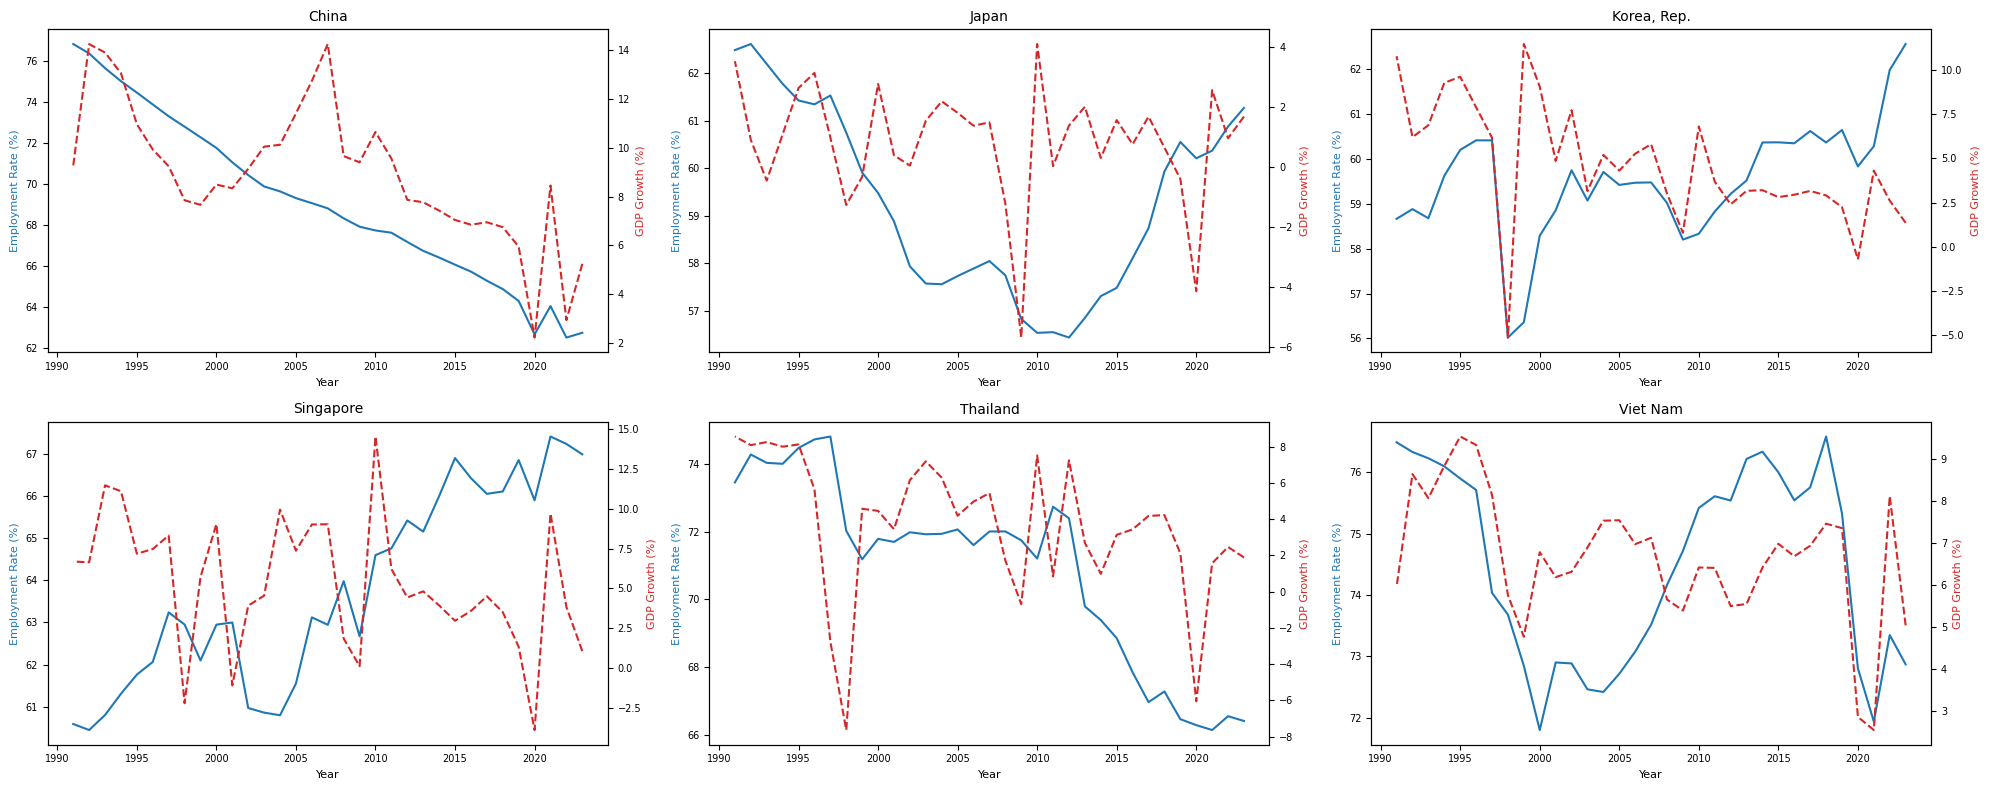 China
Employment Rate (%)
76
74
72
70
68
66
64
62
14
12
10
8
6
4
2
GDP Growth (%)
1990 1995 2000 2005 2010 2015 2020
Year
Japan
Employment Rate (%)
62
61
60
59
58
57
4
2
0
−2
−4
−6
GDP Growth (%)
1990 1995 2000 2005 2010 2015 2020
Year
Korea, Rep.
Employment Rate (%)
62
61
60
59
58
57
56
10.0
7.5
5.0
2.5
0.0
−2.5
−5.0
GDP Growth (%)
1990 1995 2000 2005 2010 2015 2020
Year
Singapore
Employment Rate (%)
67
66
65
64
63
62
61
15.0
12.5
10.0
7.5
5.0
2.5
0.0
−2.5
GDP Growth (%)
1990 1995 2000 2005 2010 2015 2020
Year
Thailand
Employment Rate (%)
74
72
70
68
66
8
6
4
2
0
−2
−4
−6
−8
GDP Growth (%)
1990 1995 2000 2005 2010 2015 2020
Year
Viet Nam
Employment Rate (%)
76
75
74
73
72
9
8
7
6
5
4
3
GDP Growth (%)
1990 1995 2000 2005 2010 2015 2020
Year